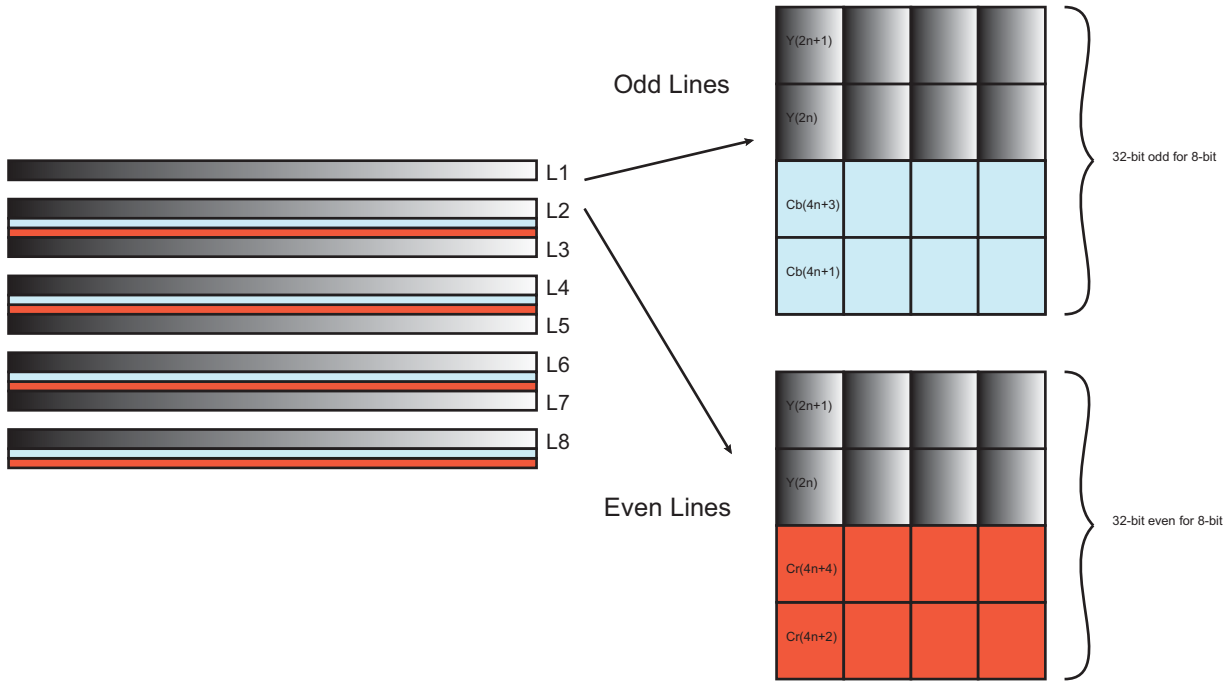 L1
L2
L3
L4
L5
L6
L7
L8
Odd Lines
Y(2n+1)
Y(2n)
Cb(4n+3)
Cb(4n+1)
32-bit odd for 8-bit
Even Lines
Y(2n+1)
Y(2n)
Cr(4n+4)
Cr(4n+2)
32-bit even for 8-bit